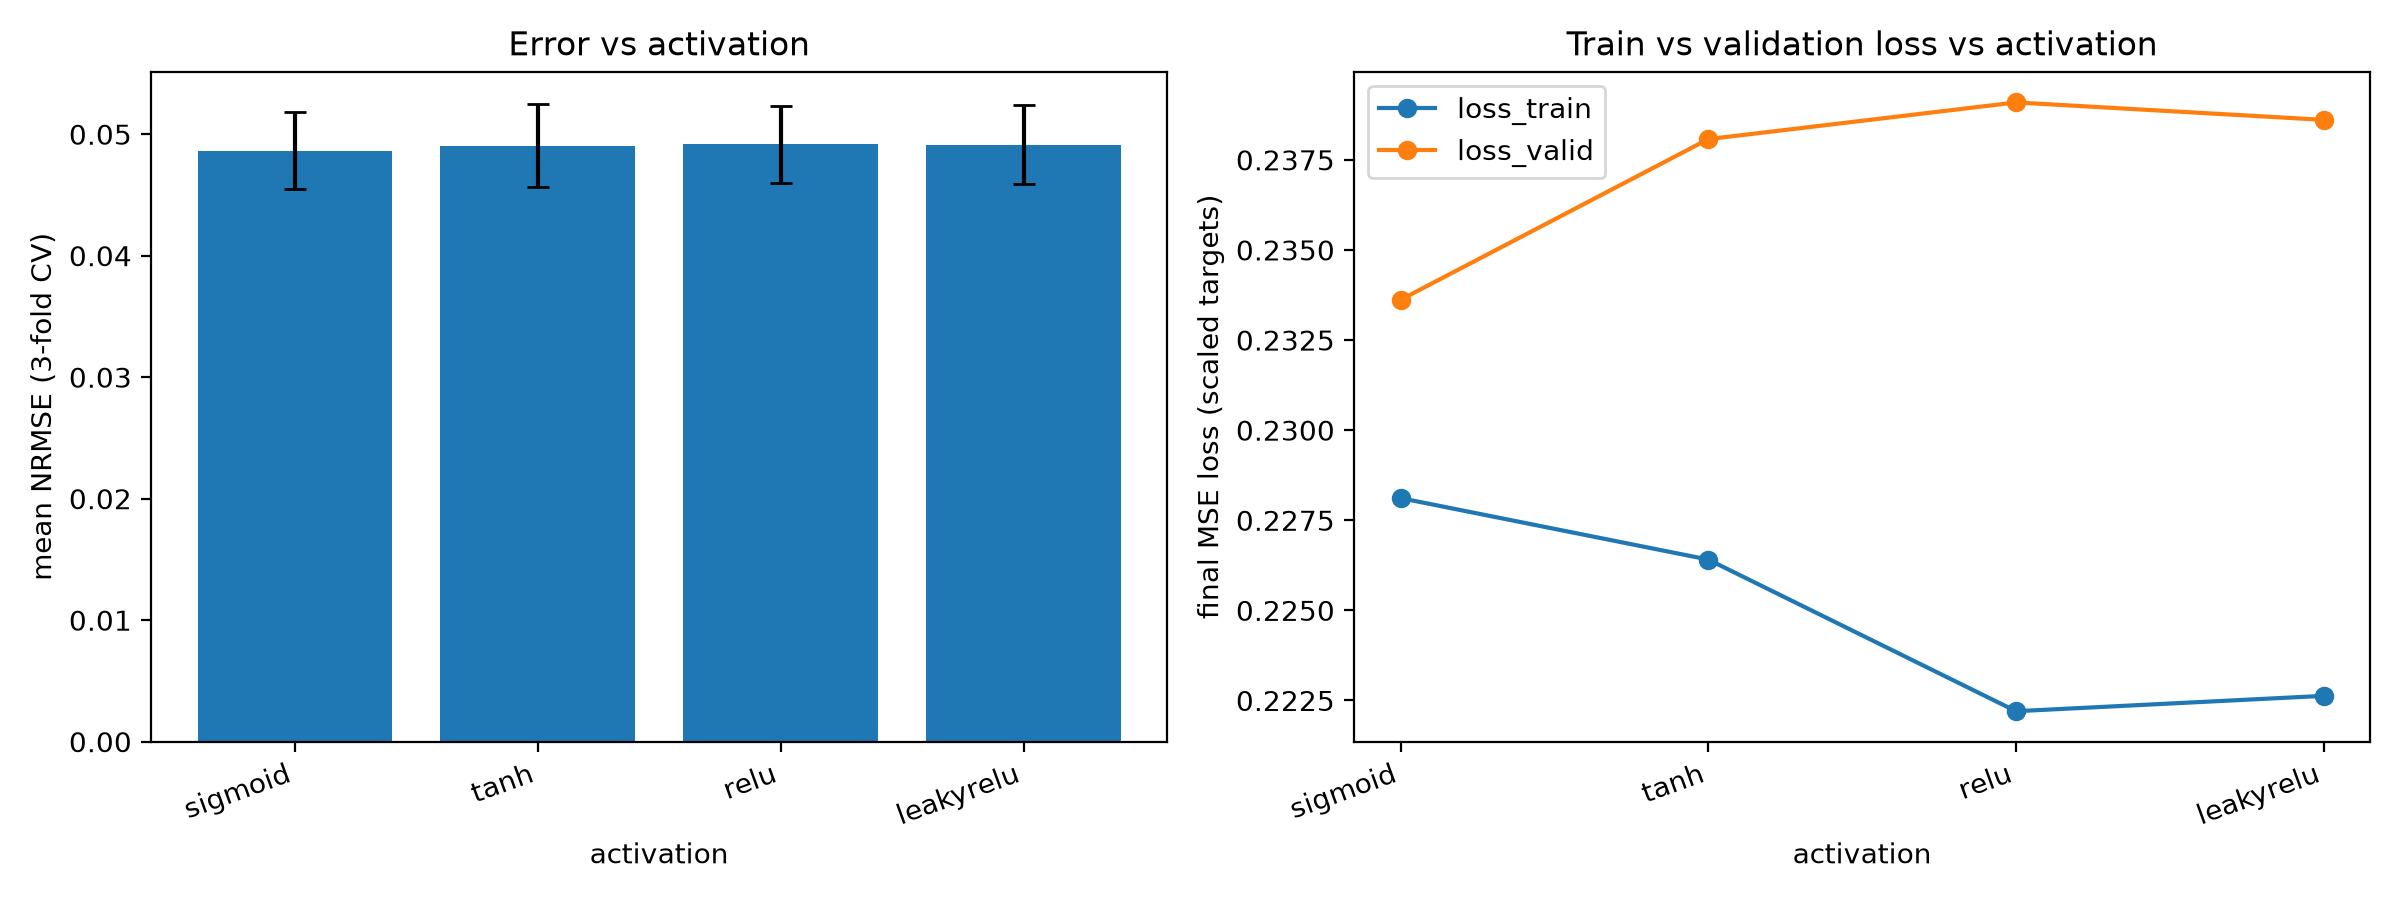 Error vs activation
mean NRMSE (3-fold CV)
0.05
0.04
0.03
0.02
0.01
0.00
sigmoid
tanh
relu
leakyrelu
activation
Train vs validation loss vs activation
loss_train
loss_valid
final MSE loss (scaled targets)
0.2375
0.2350
0.2325
0.2300
0.2275
0.2250
0.2225
sigmoid
tanh
relu
leakyrelu
activation